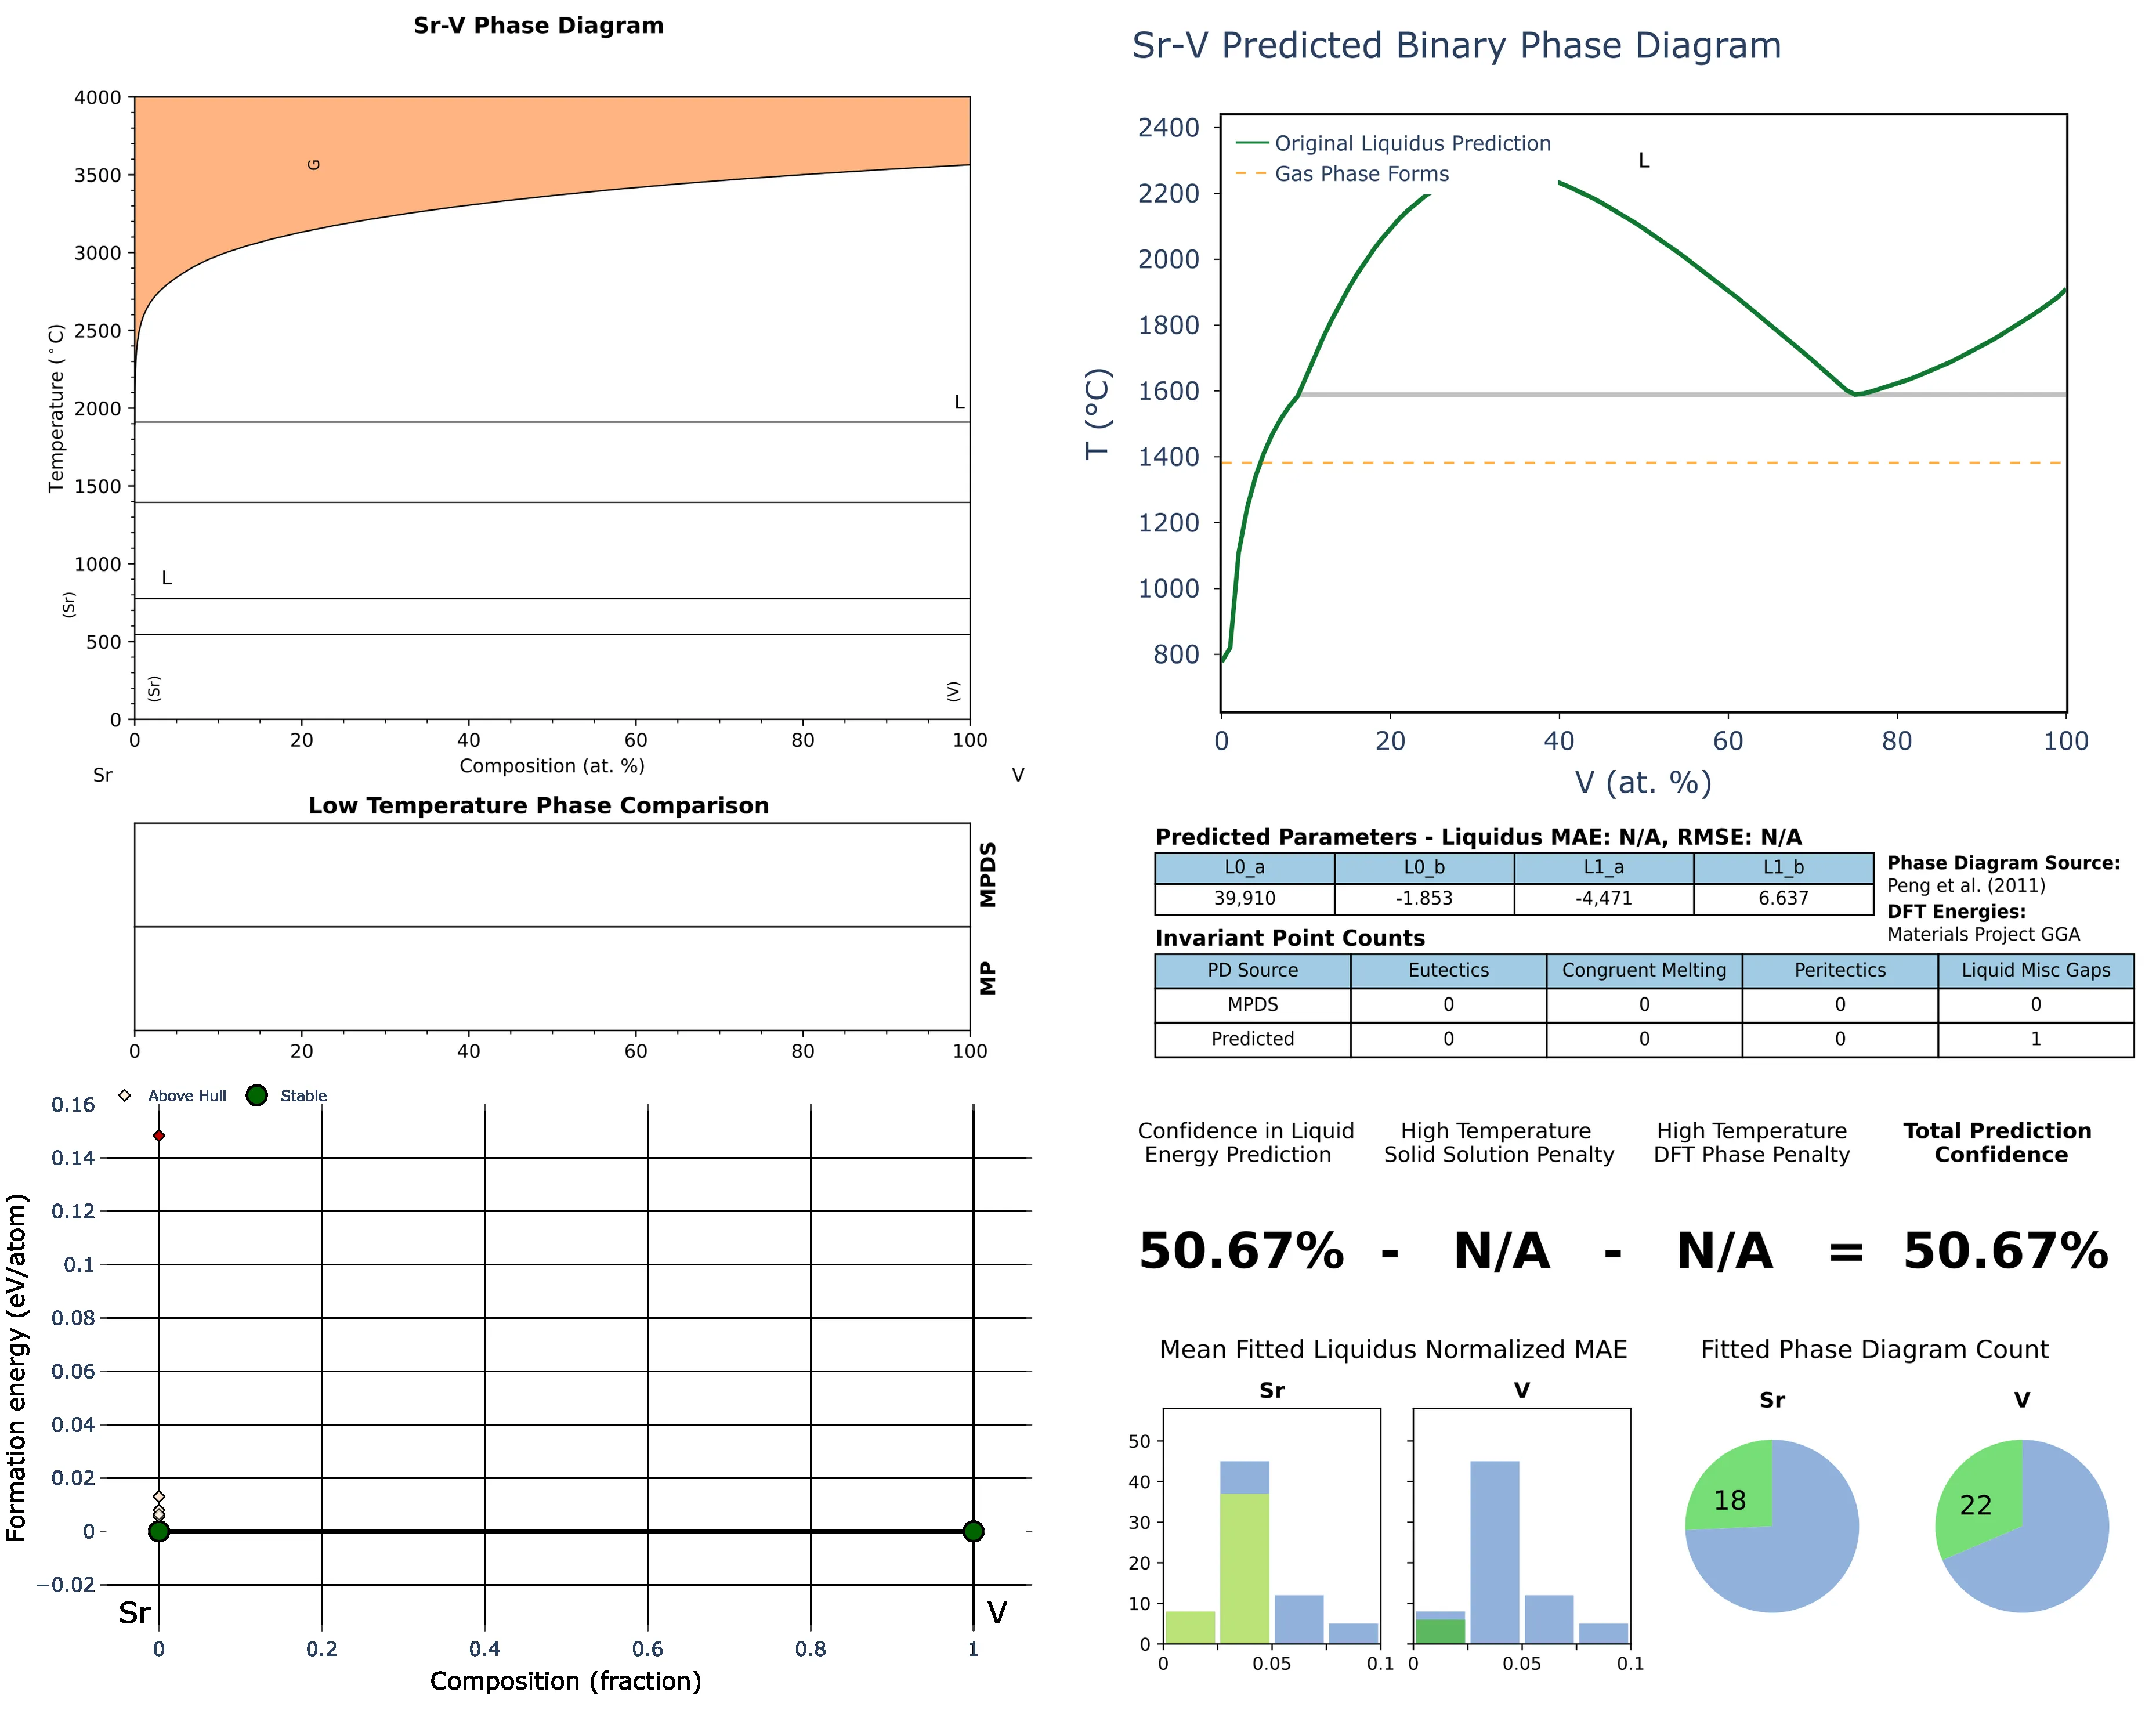 Sr-V Phase Diagram
4000
3500
3000
2500
2000
1500
1000
500
0
Temperature (°C)
G
L
L
(Sr)
(Sr)
(V)
0 20 40 60 80 100
Composition (at. %)
Sr V
Low Temperature Phase Comparison
MPDS
MP
0 20 40 60 80 100
Above Hull Stable
0.16
0.14
0.12
0.1
0.08
0.06
0.04
0.02
0
−0.02
Formation energy (eV/atom)
Sr V
0 0.2 0.4 0.6 0.8 1
Composition (fraction)
Sr-V Predicted Binary Phase Diagram
Original Liquidus Prediction
Gas Phase Forms
L
2400
2200
2000
1800
1600
1400
1200
1000
800
T (°C)
0 20 40 60 80 100
V (at. %)
Predicted Parameters - Liquidus MAE: N/A, RMSE: N/A
L0_a L0_b L1_a L1_b
39,910 -1.853 -4,471 6.637
Phase Diagram Source:
Peng et al. (2011)
DFT Energies:
Materials Project GGA
Invariant Point Counts
PD Source Eutectics Congruent Melting Peritectics Liquid Misc Gaps
MPDS 0 0 0 0
Predicted 0 0 0 1
Confidence in Liquid
Energy Prediction
High Temperature
Solid Solution Penalty
High Temperature
DFT Phase Penalty
Total Prediction
Confidence
50.67% - N/A - N/A = 50.67%
Mean Fitted Liquidus Normalized MAE
Sr V
50
40
30
20
10
0
0 0.05 0.1
0 0.05 0.1
Fitted Phase Diagram Count
Sr V
18 22